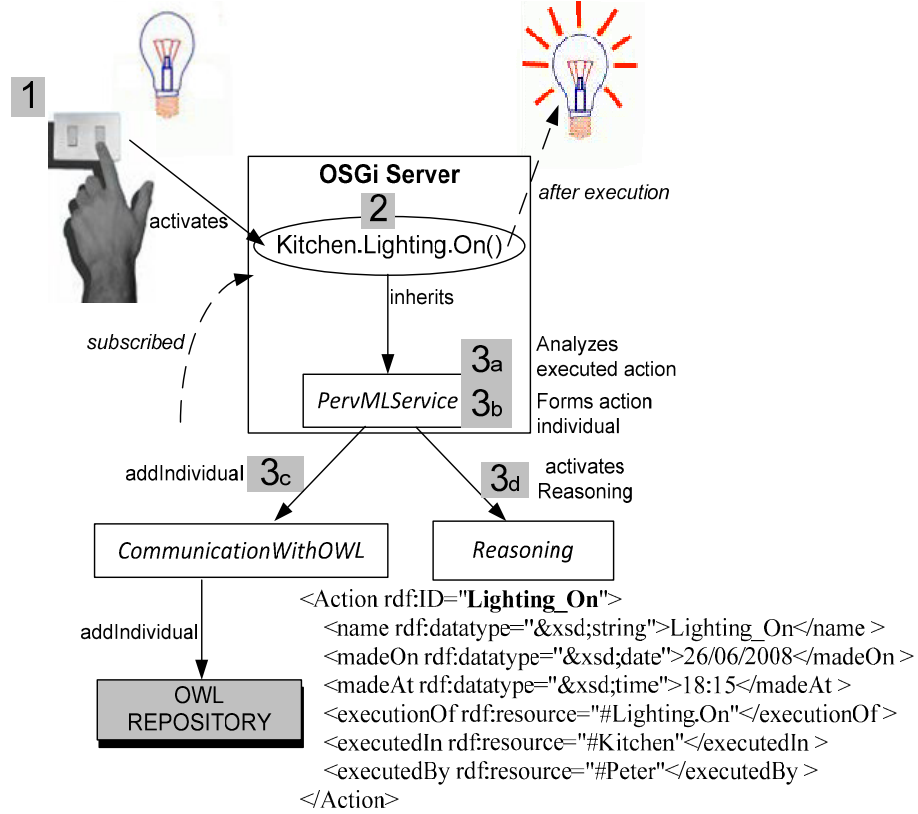 1
activates
OSGi Server
2
Kitchen.Lighting.On()
after execution
inherits
subscribed
3a
Analyzes
executed action
PervMLService
3b
Forms action
individual
addIndividual
3c
3d
activates
Reasoning
CommunicationWithOWL
Reasoning
addIndividual
OWL
REPOSITORY
<Action rdf:ID="Lighting_On">
<name rdf:datatype="&xsd;string">Lighting_On</name >
<madeOn rdf:datatype="&xsd;date">26/06/2008</madeOn >
<madeAt rdf:datatype="&xsd;time">18:15</madeAt >
<executionOf rdf:resource="#Lighting.On"</executionOf >
<executedIn rdf:resource="#Kitchen"</executedIn >
<executedBy rdf:resource="#Peter"</executedBy >
</Action>